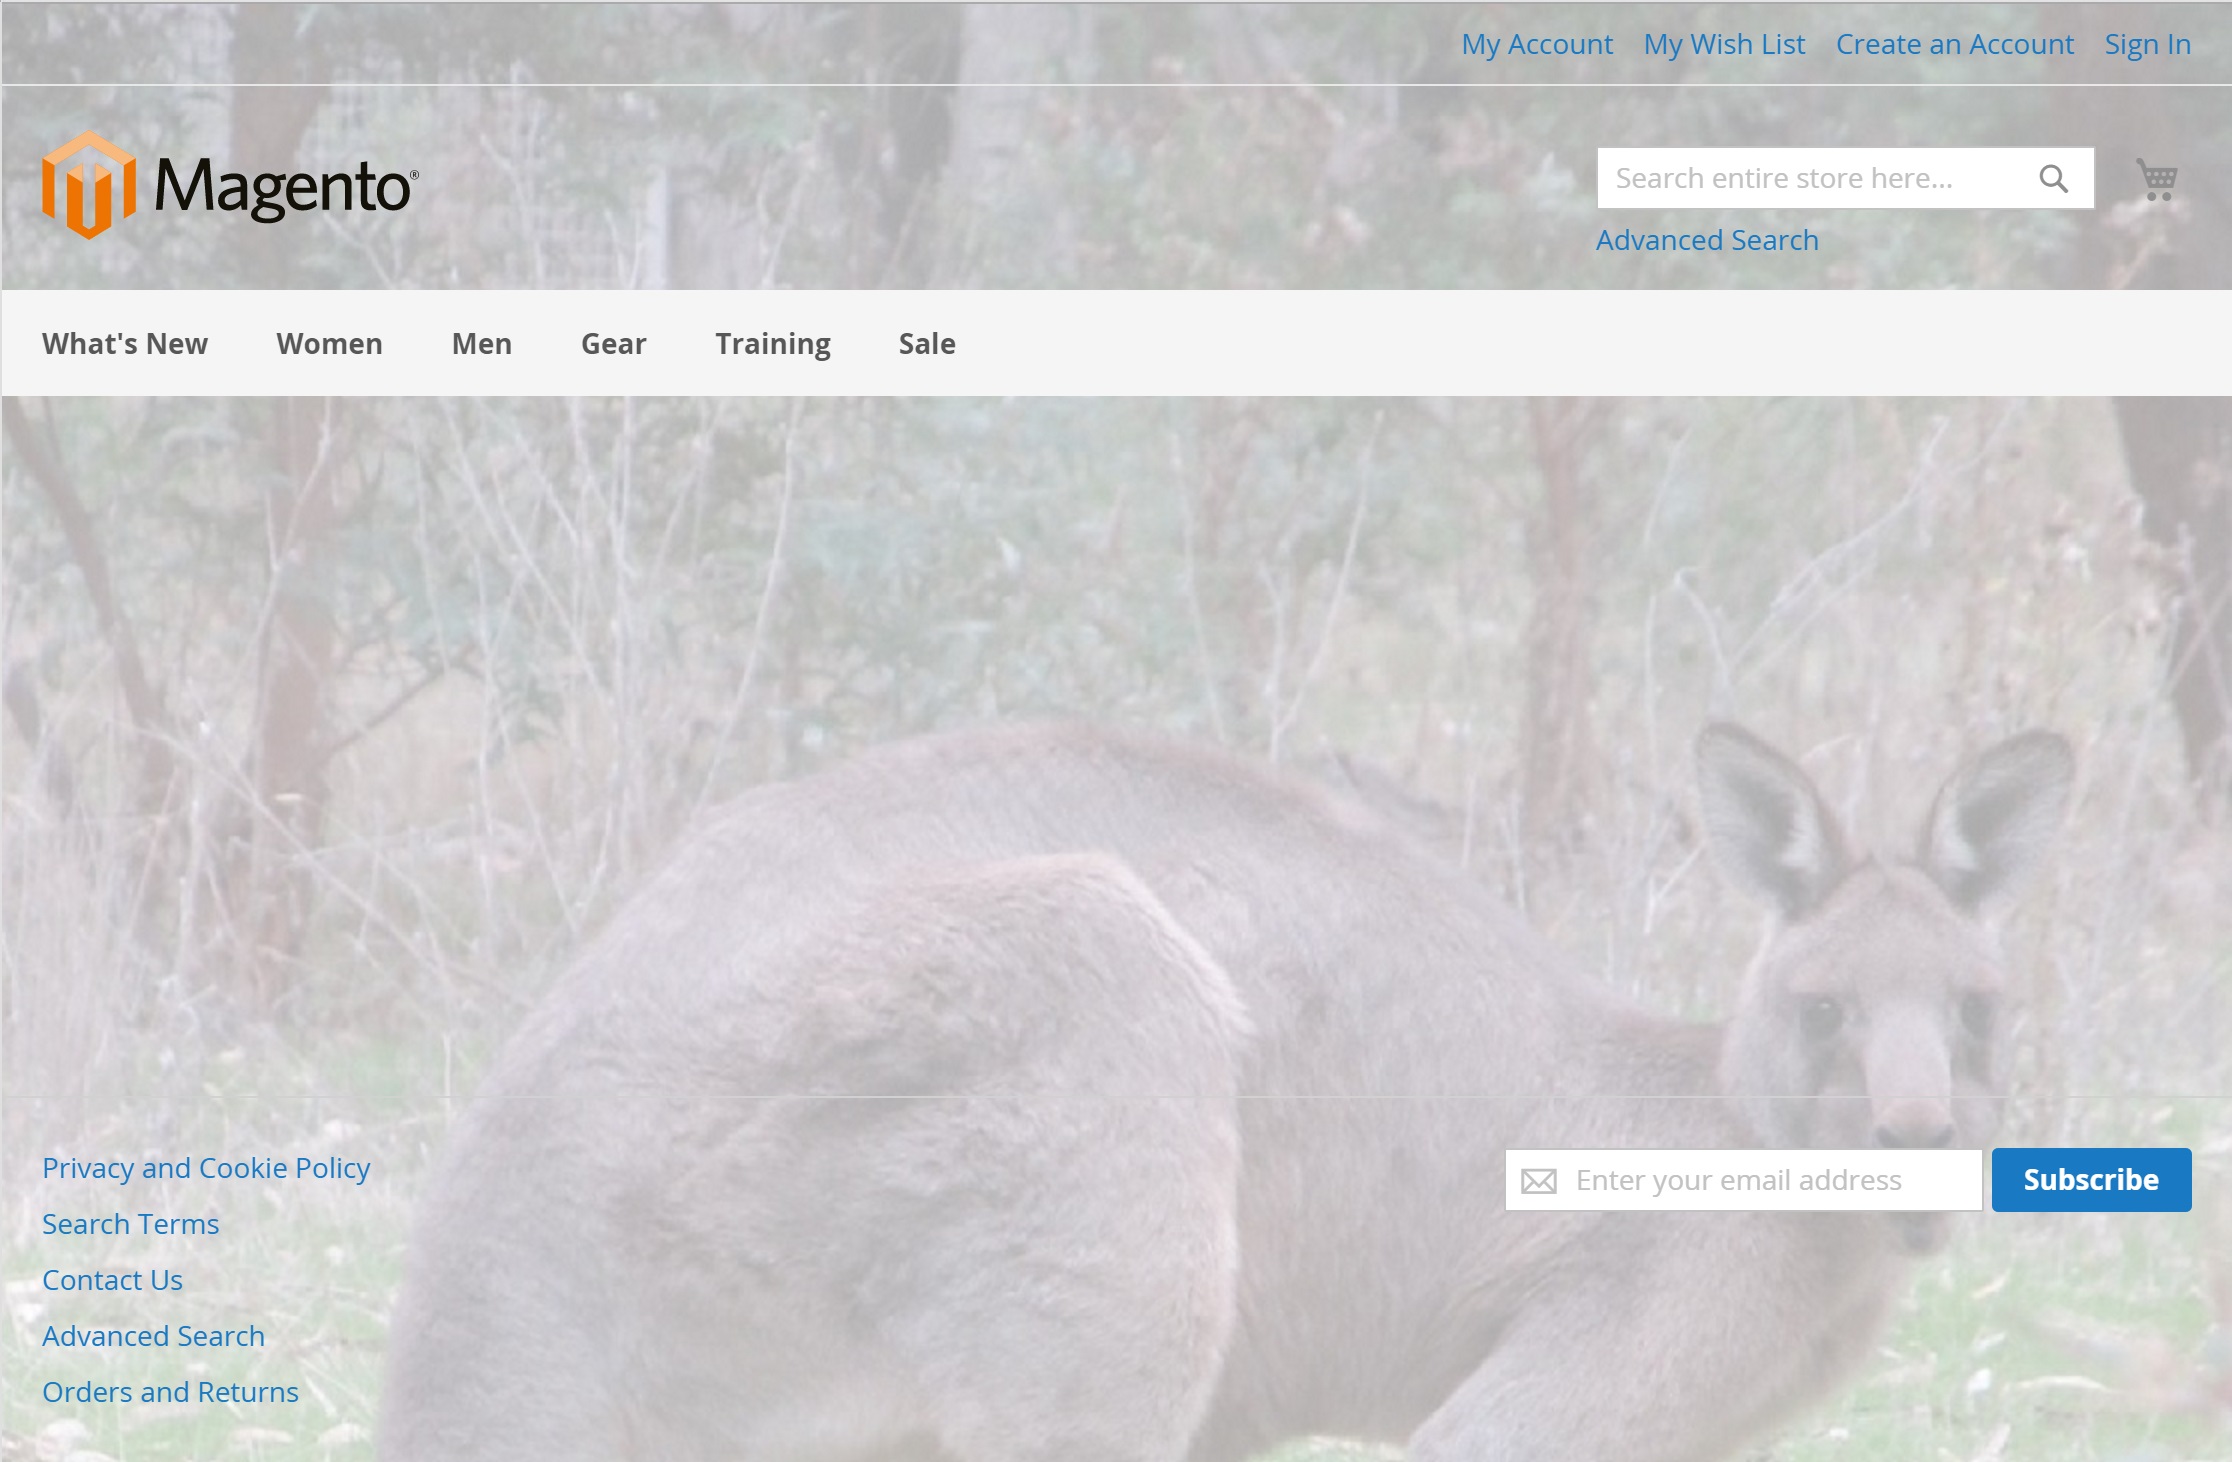 My Account My Wish List Create an Account Sign In
Magento®
Search entire store here...
Advanced Search
What's New Women Men Gear Training Sale
Privacy and Cookie Policy
Search Terms
Contact Us
Advanced Search
Orders and Returns
Enter your email address
Subscribe